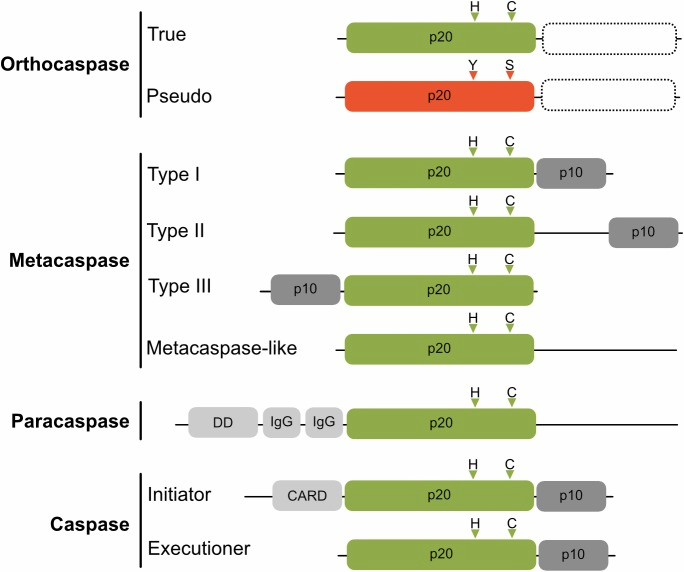 H C
True p20
Orthocaspase
Y S
Pseudo p20
H C
Type I p20 p10
H C
Type II p20 p10
Metacaspase
H C
Type III p10 p20
H C
Metacaspase-like p20
H C
Paracaspase DD IgG IgG p20
H C
Initiator CARD p20 p10
Caspase
H C
Executioner p20 p10